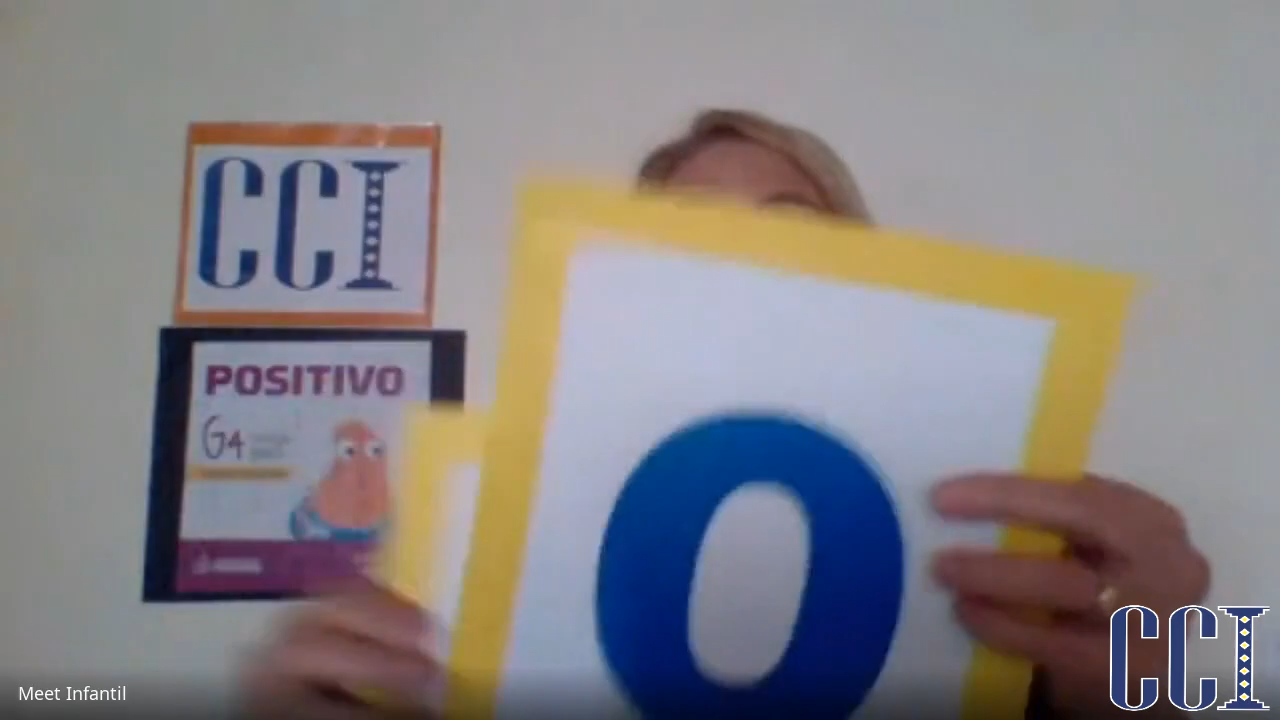 CCI
POSITIVO
G4
O
Meet Infantil
CCI